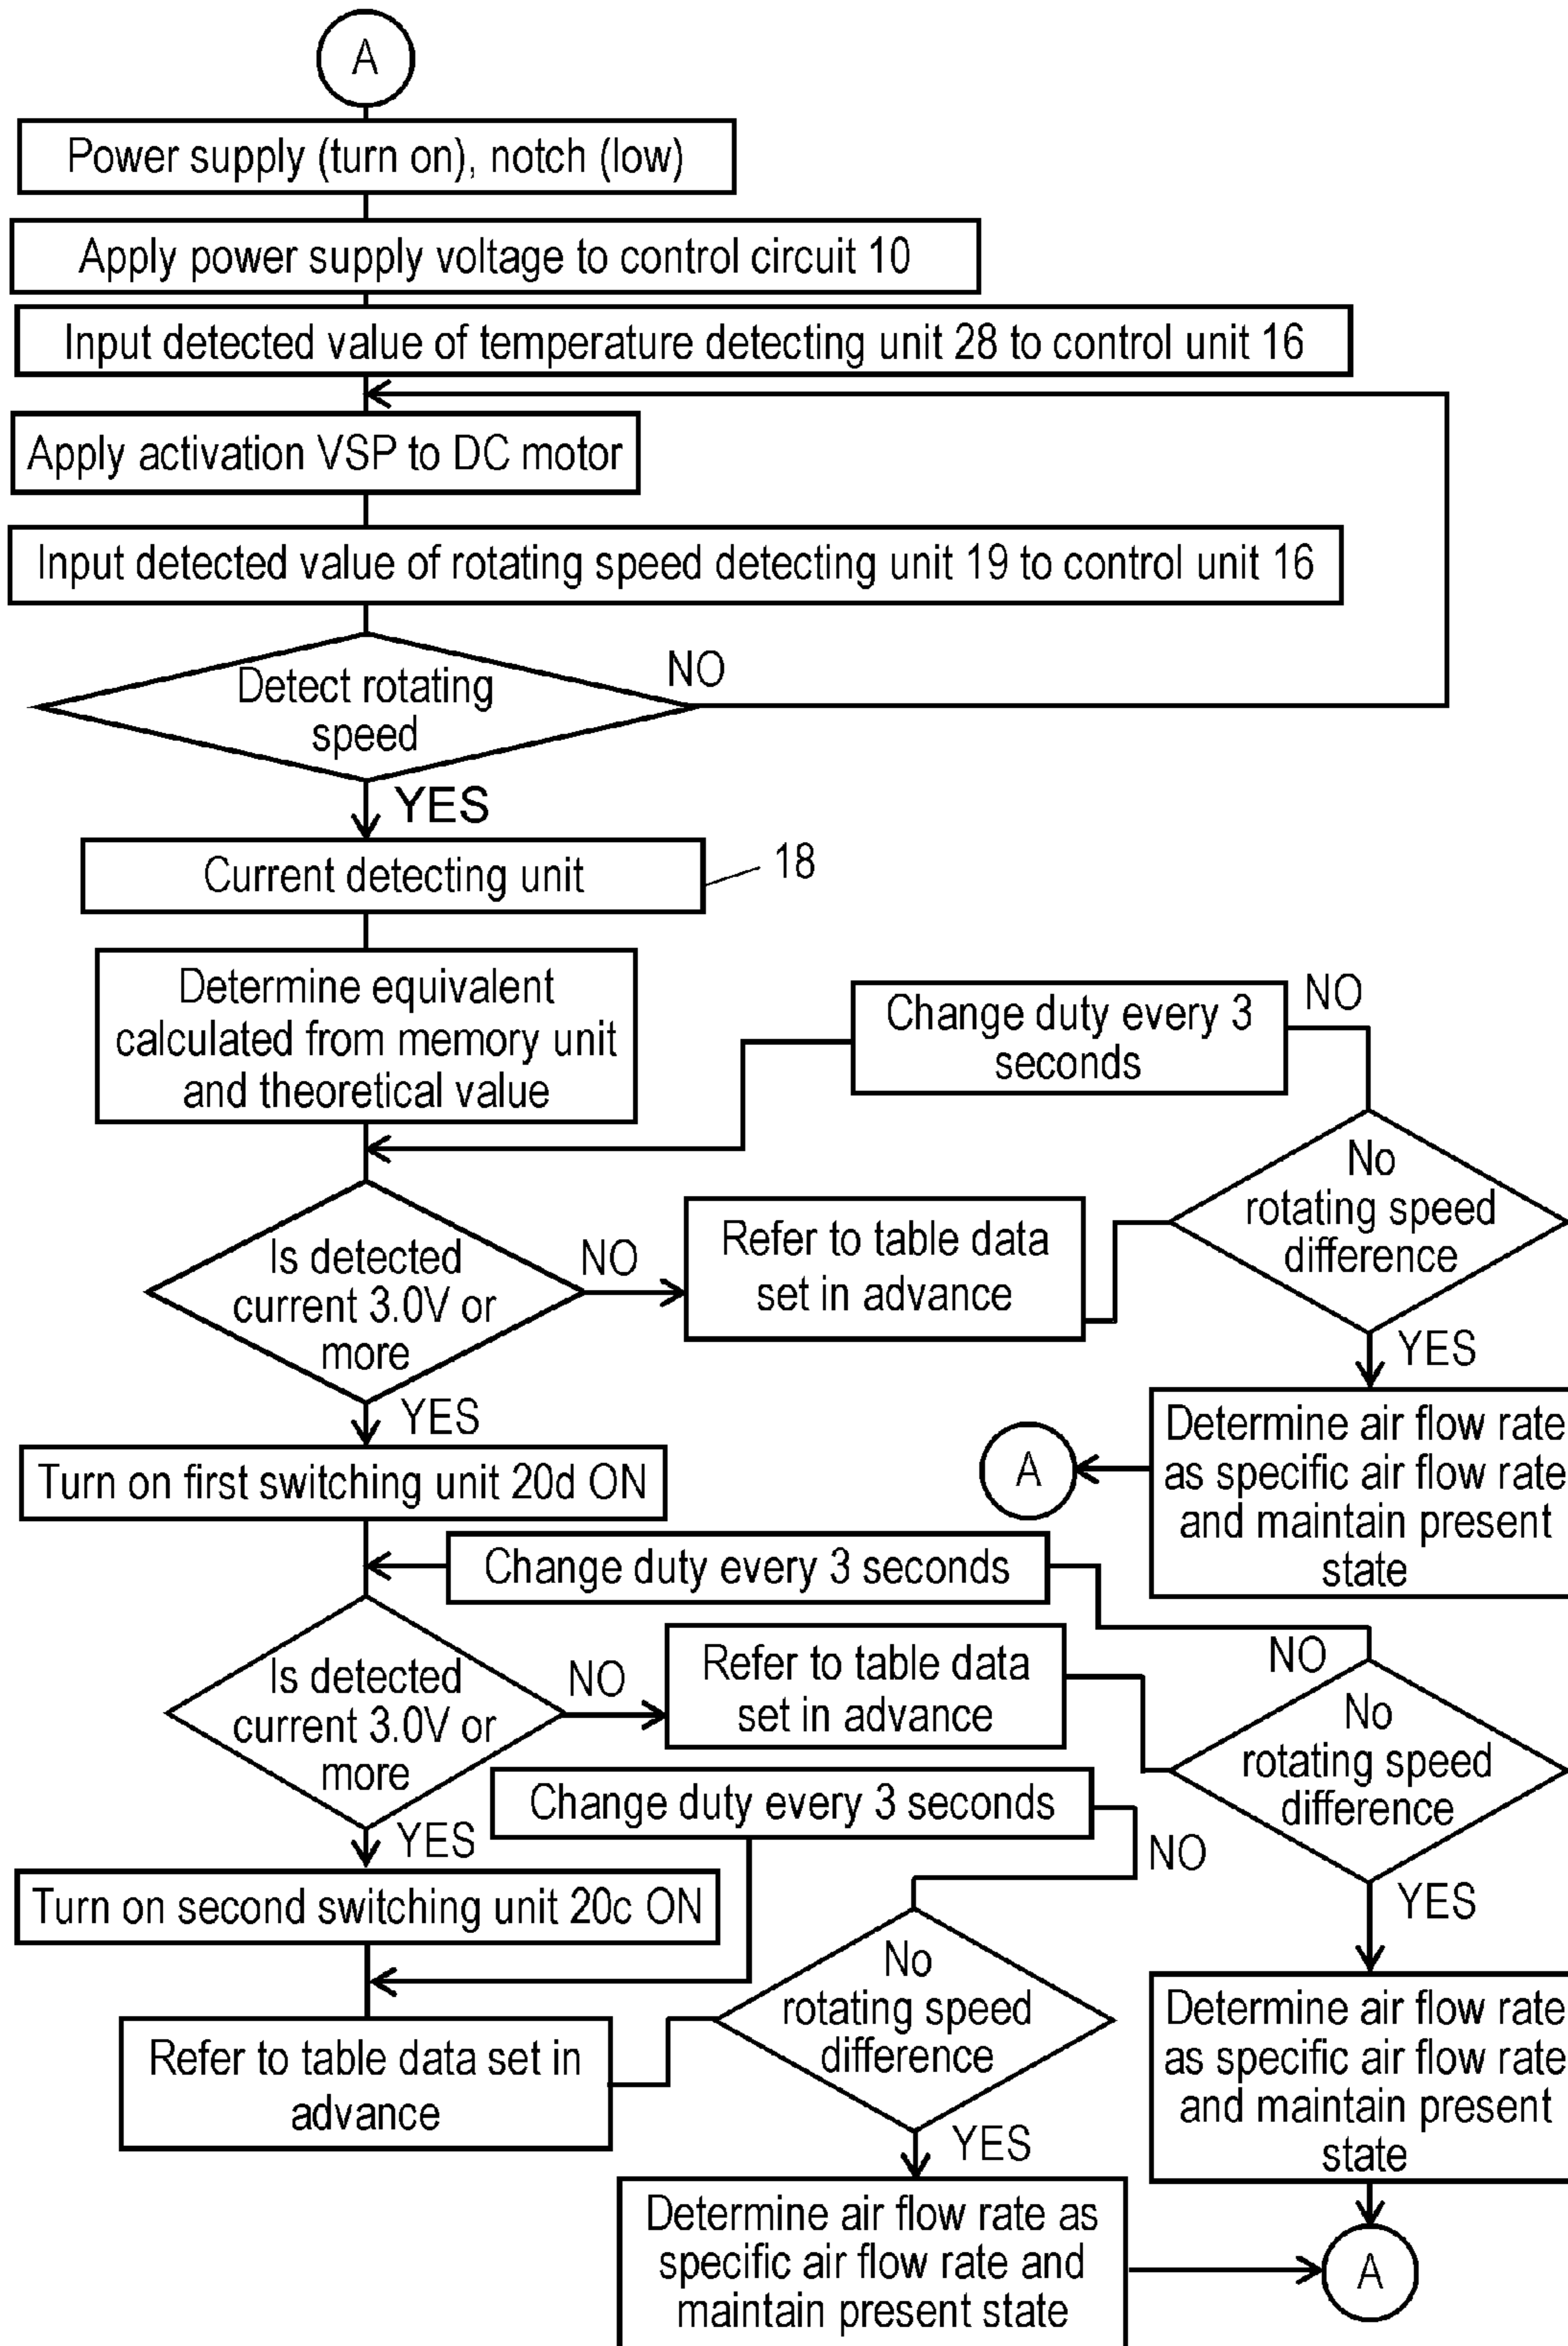 A
Power supply (turn on), notch (low)
Apply power supply voltage to control circuit 10
Input detected value of temperature detecting unit 28 to control unit 16
Apply activation VSP to DC motor
Input detected value of rotating speed detecting unit 19 to control unit 16
Detect rotating
speed
NO
YES
Current detecting unit
18
Determine equivalent
calculated from memory unit
and theoretical value
Change duty every 3
seconds
NO
No
rotating speed
difference
Is detected
current 3.0V or
more
NO
Refer to table data
set in advance
YES
YES
Determine air flow rate
as specific air flow rate
and maintain present
state
A
Turn on first switching unit 20d ON
Change duty every 3 seconds
Is detected
current 3.0V or
more
NO
Refer to table data
set in advance
NO
No
rotating speed
difference
Change duty every 3 seconds
YES
NO
YES
Turn on second switching unit 20c ON
No
rotating speed
difference
Refer to table data set in
advance
Determine air flow rate
as specific air flow rate
and maintain present
state
YES
Determine air flow rate as
specific air flow rate and
maintain present state
A